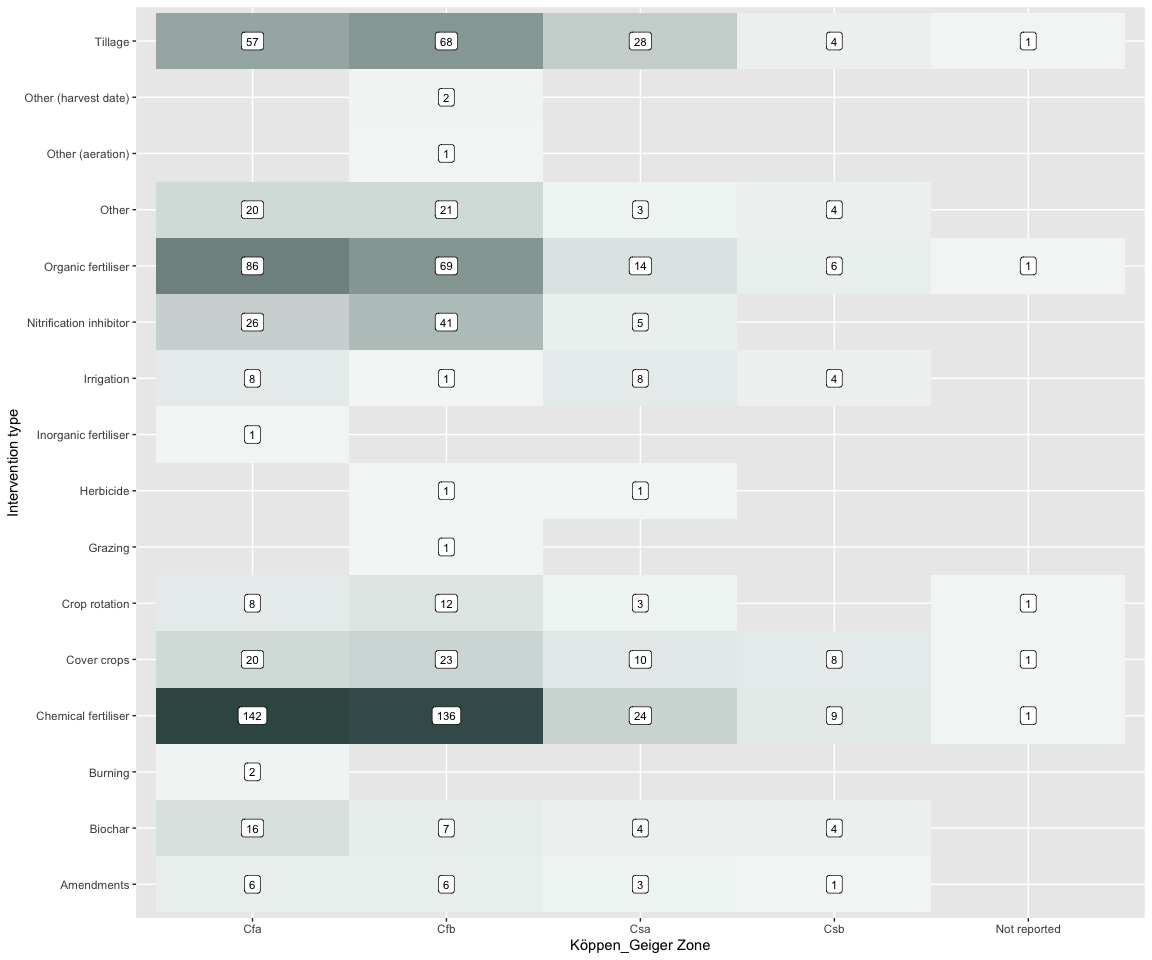 Intervention type
Tillage 57 68 28 4 1
Other (harvest date) 2
Other (aeration) 1
Other 20 21 3 4
Organic fertiliser 86 69 14 6 1
Nitrification inhibitor 26 41 5
Irrigation 8 1 8 4
Inorganic fertiliser 1
Herbicide 1 1
Grazing 1
Crop rotation 8 12 3 1
Cover crops 20 23 10 8 1
Chemical fertiliser 142 136 24 9 1
Burning 2
Biochar 16 7 4 4
Amendments 6 6 3 1
Cfa Cfb Csa Csb Not reported
Köppen_Geiger Zone